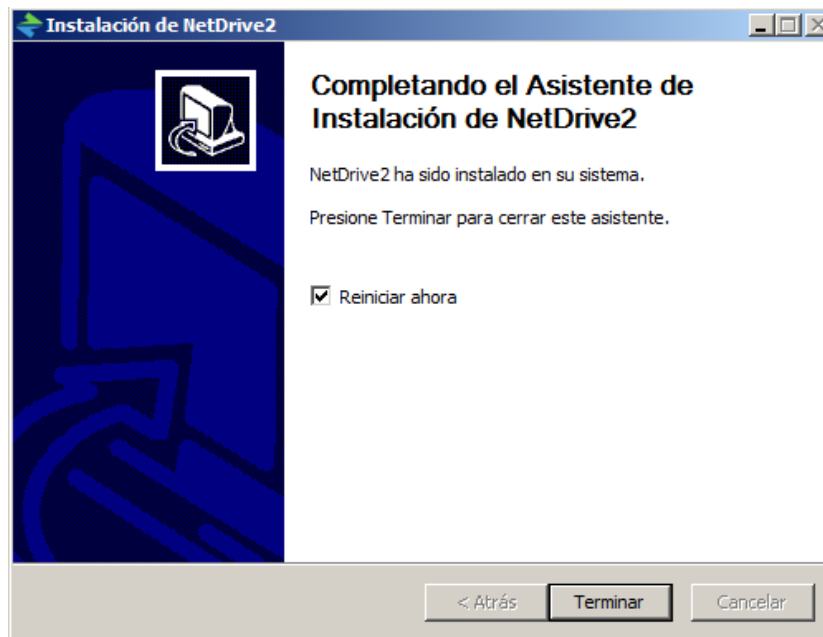 Instalación de NetDrive2
Completando el Asistente de
Instalación de NetDrive2
NetDrive2 ha sido instalado en su sistema.
Presione Terminar para cerrar este asistente.
Reiniciar ahora
< Atrás
Terminar
Cancelar